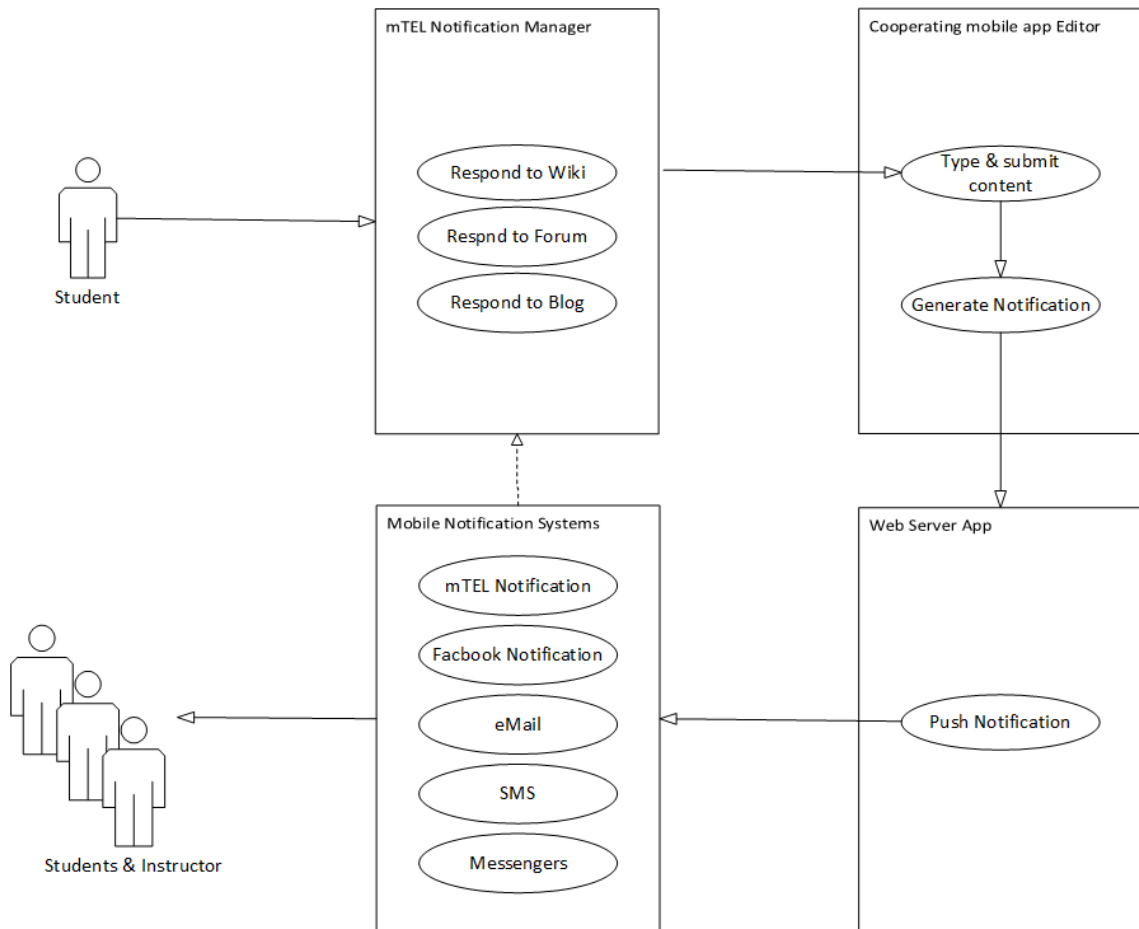 mTEL Notification Manager
Respond to Wiki
Respnd to Forum
Respond to Blog
Student
Cooperating mobile app Editor
Type & submit
content
Generate Notification
Mobile Notification Systems
mTEL Notification
Facbook Notification
eMail
SMS
Messengers
Students & Instructor
Web Server App
Push Notification